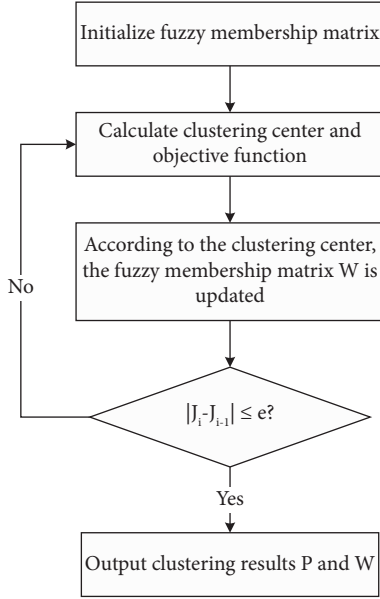 Initialize fuzzy membership matrix
Calculate clustering center and
objective function
According to the clustering center,
the fuzzy membership matrix W is
updated
No
|J_i-J_{i-1}| ≤ e?
Yes
Output clustering results P and W